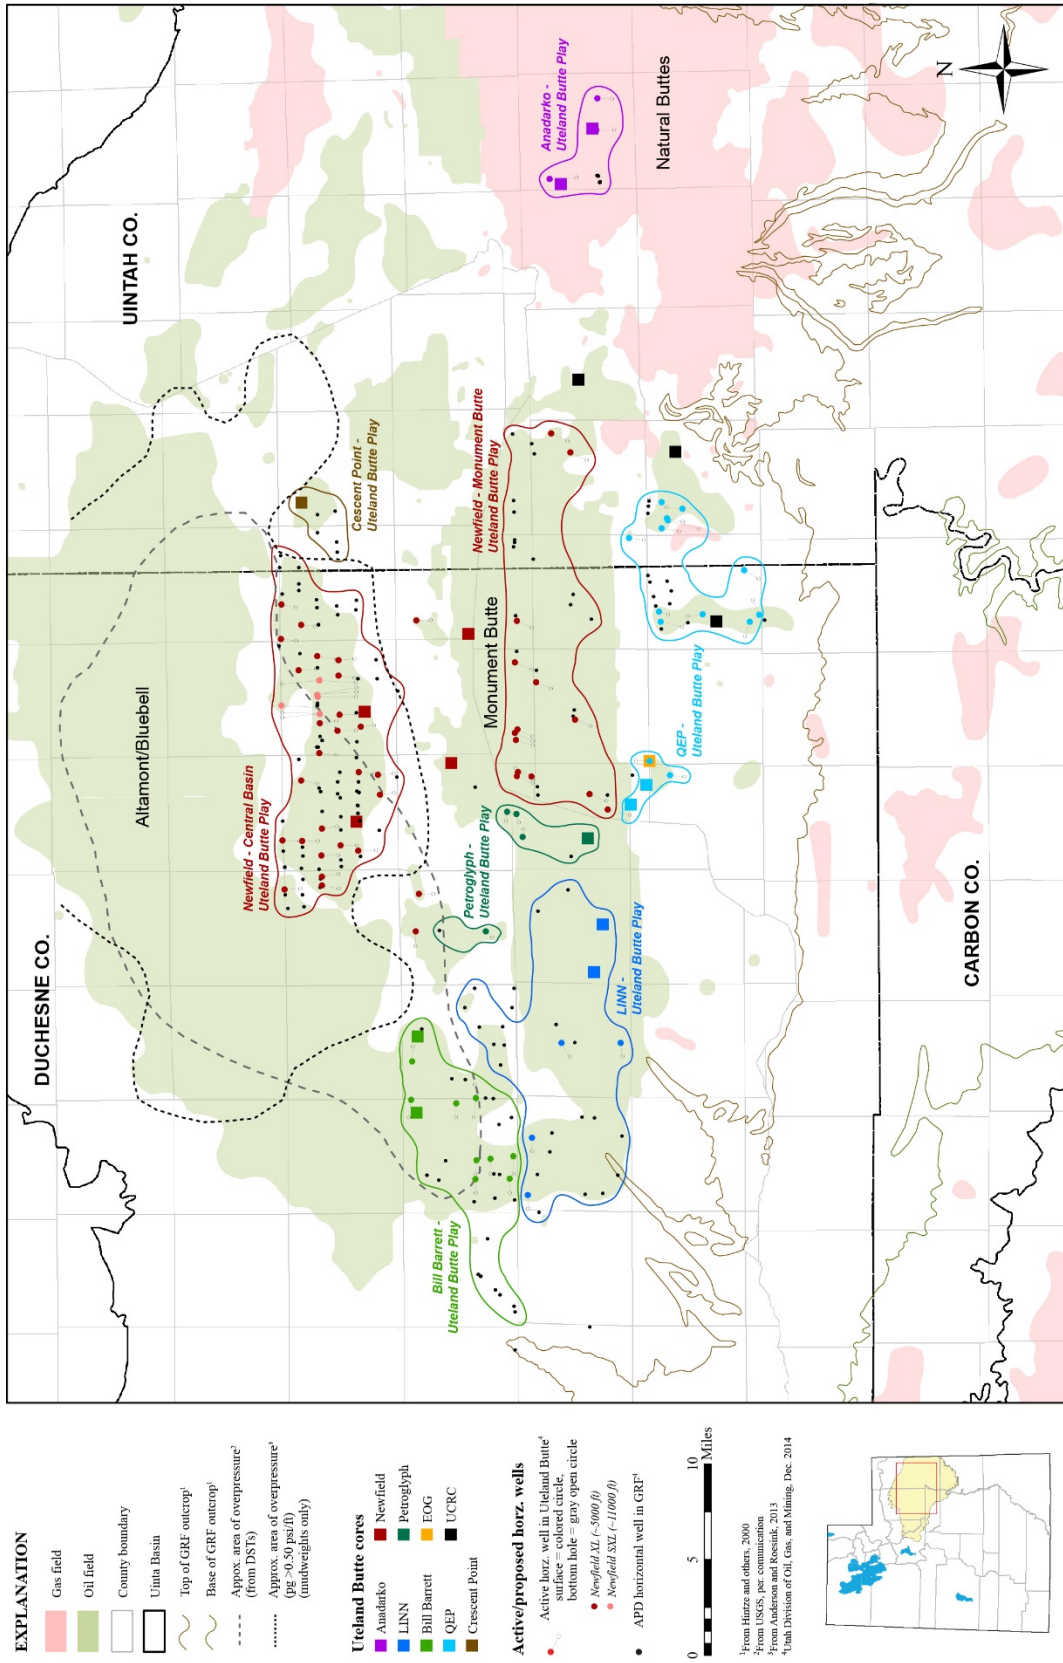 DUCHESNE CO.
UINTAH CO.
CARBON CO.
Altamont/Bluebell
Monument Butte
Natural Buttes
N
Newfield - Central Basin
Uteland Butte Play
Cescent Point -
Uteland Butte Play
Newfield - Monument Butte
Uteland Butte Play
Anadarko -
Uteland Butte Play
Petroglyph -
Uteland Butte Play
Bill Barrett -
Uteland Butte Play
LINN -
Uteland Butte Play
QEP -
Uteland Butte Play
EXPLANATION
Gas field
Oil field
County boundary
Uinta Basin
Top of GRF outcrop¹
Base of GRF outcrop¹
Appox. area of overpressure²
(from DSTs)
Approx. area of overpressure³
(pg >0.50 psi/ft)
(mudweights only)
Uteland Butte cores
Anadarko
LINN
Bill Barrett
QEP
Crescent Point
Newfield
Petroglyph
EOG
UCRC
Active/proposed horz. wells
Active horz. well in Uteland Butte⁴
surface = colored circle,
bottom hole = gray open circle
Newfield XL (~5000 ft)
Newfield SXL (~11000 ft)
APD horizontal well in GRF⁴
0 5 10
Miles
¹From Hintze and others, 2000
²From USGS, per. commication
³From Anderson and Roesink, 2013
⁴Utah Division of Oil, Gas, and Mining, Dec. 2014